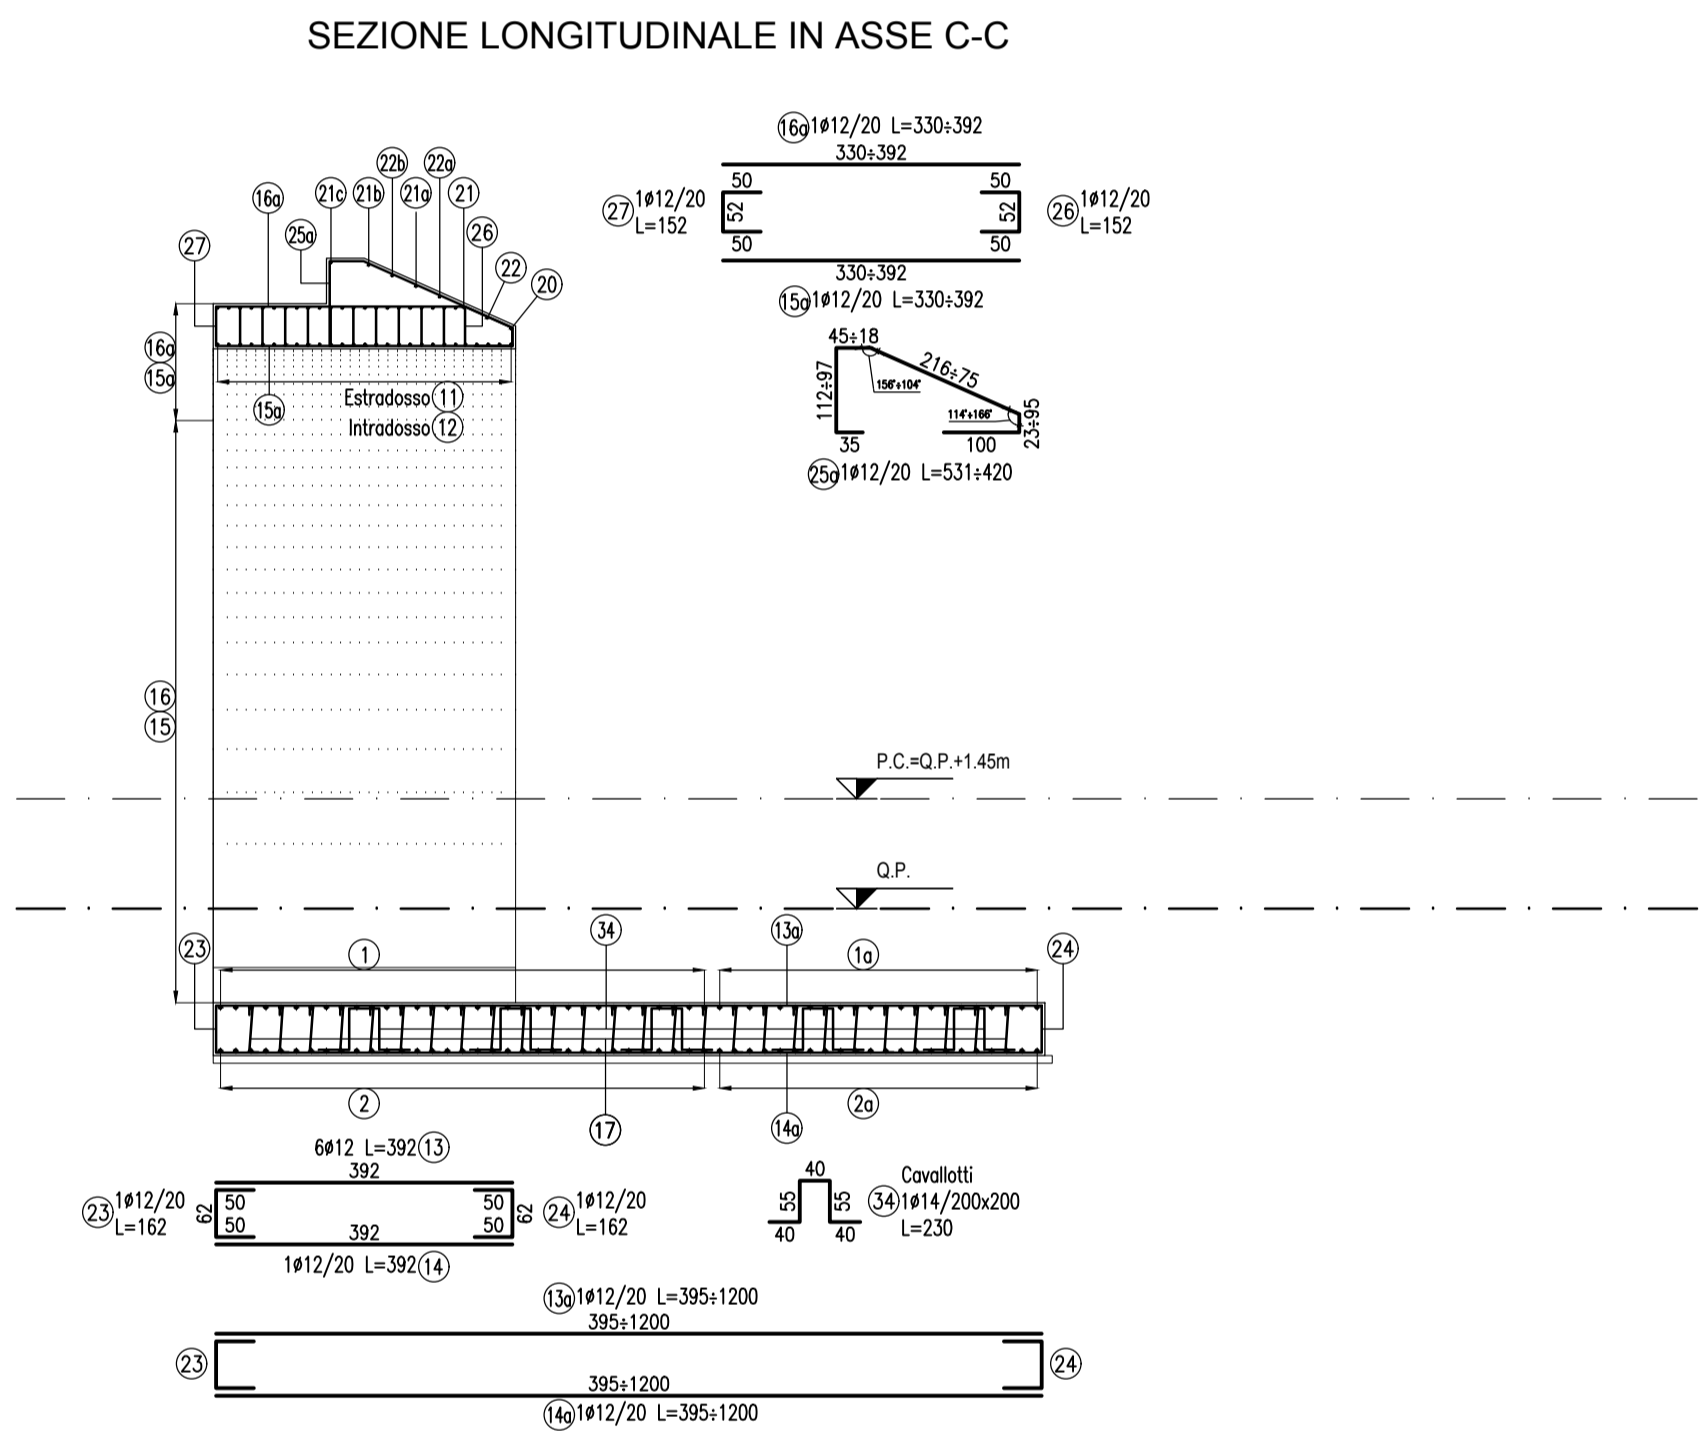 SEZIONE LONGITUDINALE IN ASSE C-C
16a 1ø12/20 L=330÷392
330÷392
50 50
27 1ø12/20
L=152
52
52
26 1ø12/20
L=152
50 50
330÷392
15a 1ø12/20 L=330÷392
45÷18
216÷75
112÷97
156°÷104°
114°÷166°
23÷95
35 100
25a 1ø12/20 L=531÷420
22b 22a
16a 21c 21b 21a 21
25a 26
27 22 20
16a
15a
15a
Estradosso 11
Intradosso 12
16
15
P.C.=Q.P.+1.45m
Q.P.
23 1 34 13a 1a 24
2 17 14a 2a
6ø12 L=392 13
392
23 1ø12/20
L=162
62
50 50
50 50
62
24 1ø12/20
L=162
392
1ø12/20 L=392 14
40
55 55
40 40
Cavallotti
34 1ø14/200x200
L=230
13a 1ø12/20 L=395÷1200
395÷1200
23 24
395÷1200
14a 1ø12/20 L=395÷1200